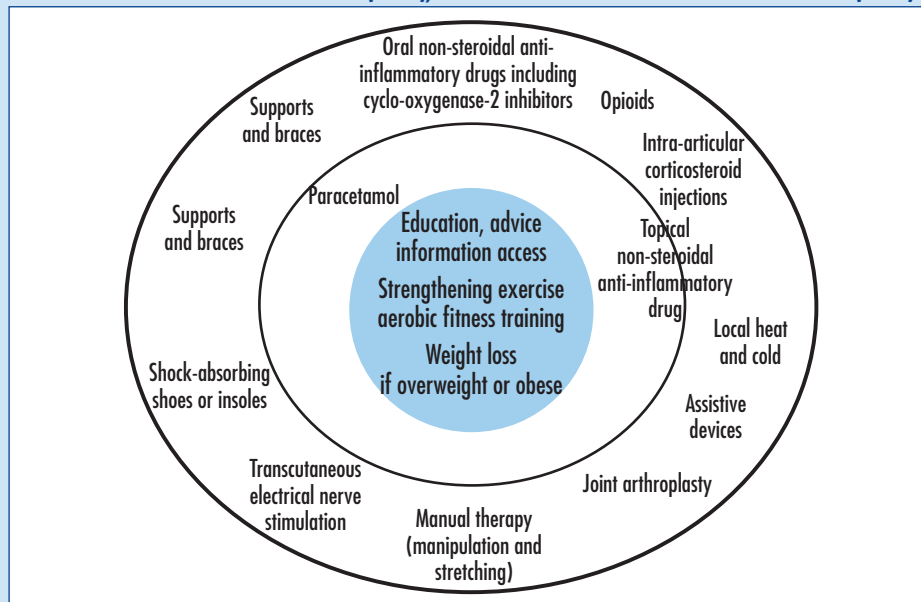 Oral non-steroidal anti-
inflammatory drugs including
cyclo-oxygenase-2 inhibitors
Opioids
Supports
and braces
Intra-articular
corticosteroid
injections
Paracetamol
Supports
and braces
Education, advice
information access
Strengthening exercise
aerobic fitness training
Weight loss
if overweight or obese
Topical
non-steroidal
anti-inflammatory
drug
Local heat
and cold
Shock-absorbing
shoes or insoles
Assistive
devices
Transcutaneous
electrical nerve
stimulation
Joint arthroplasty
Manual therapy
(manipulation and
stretching)